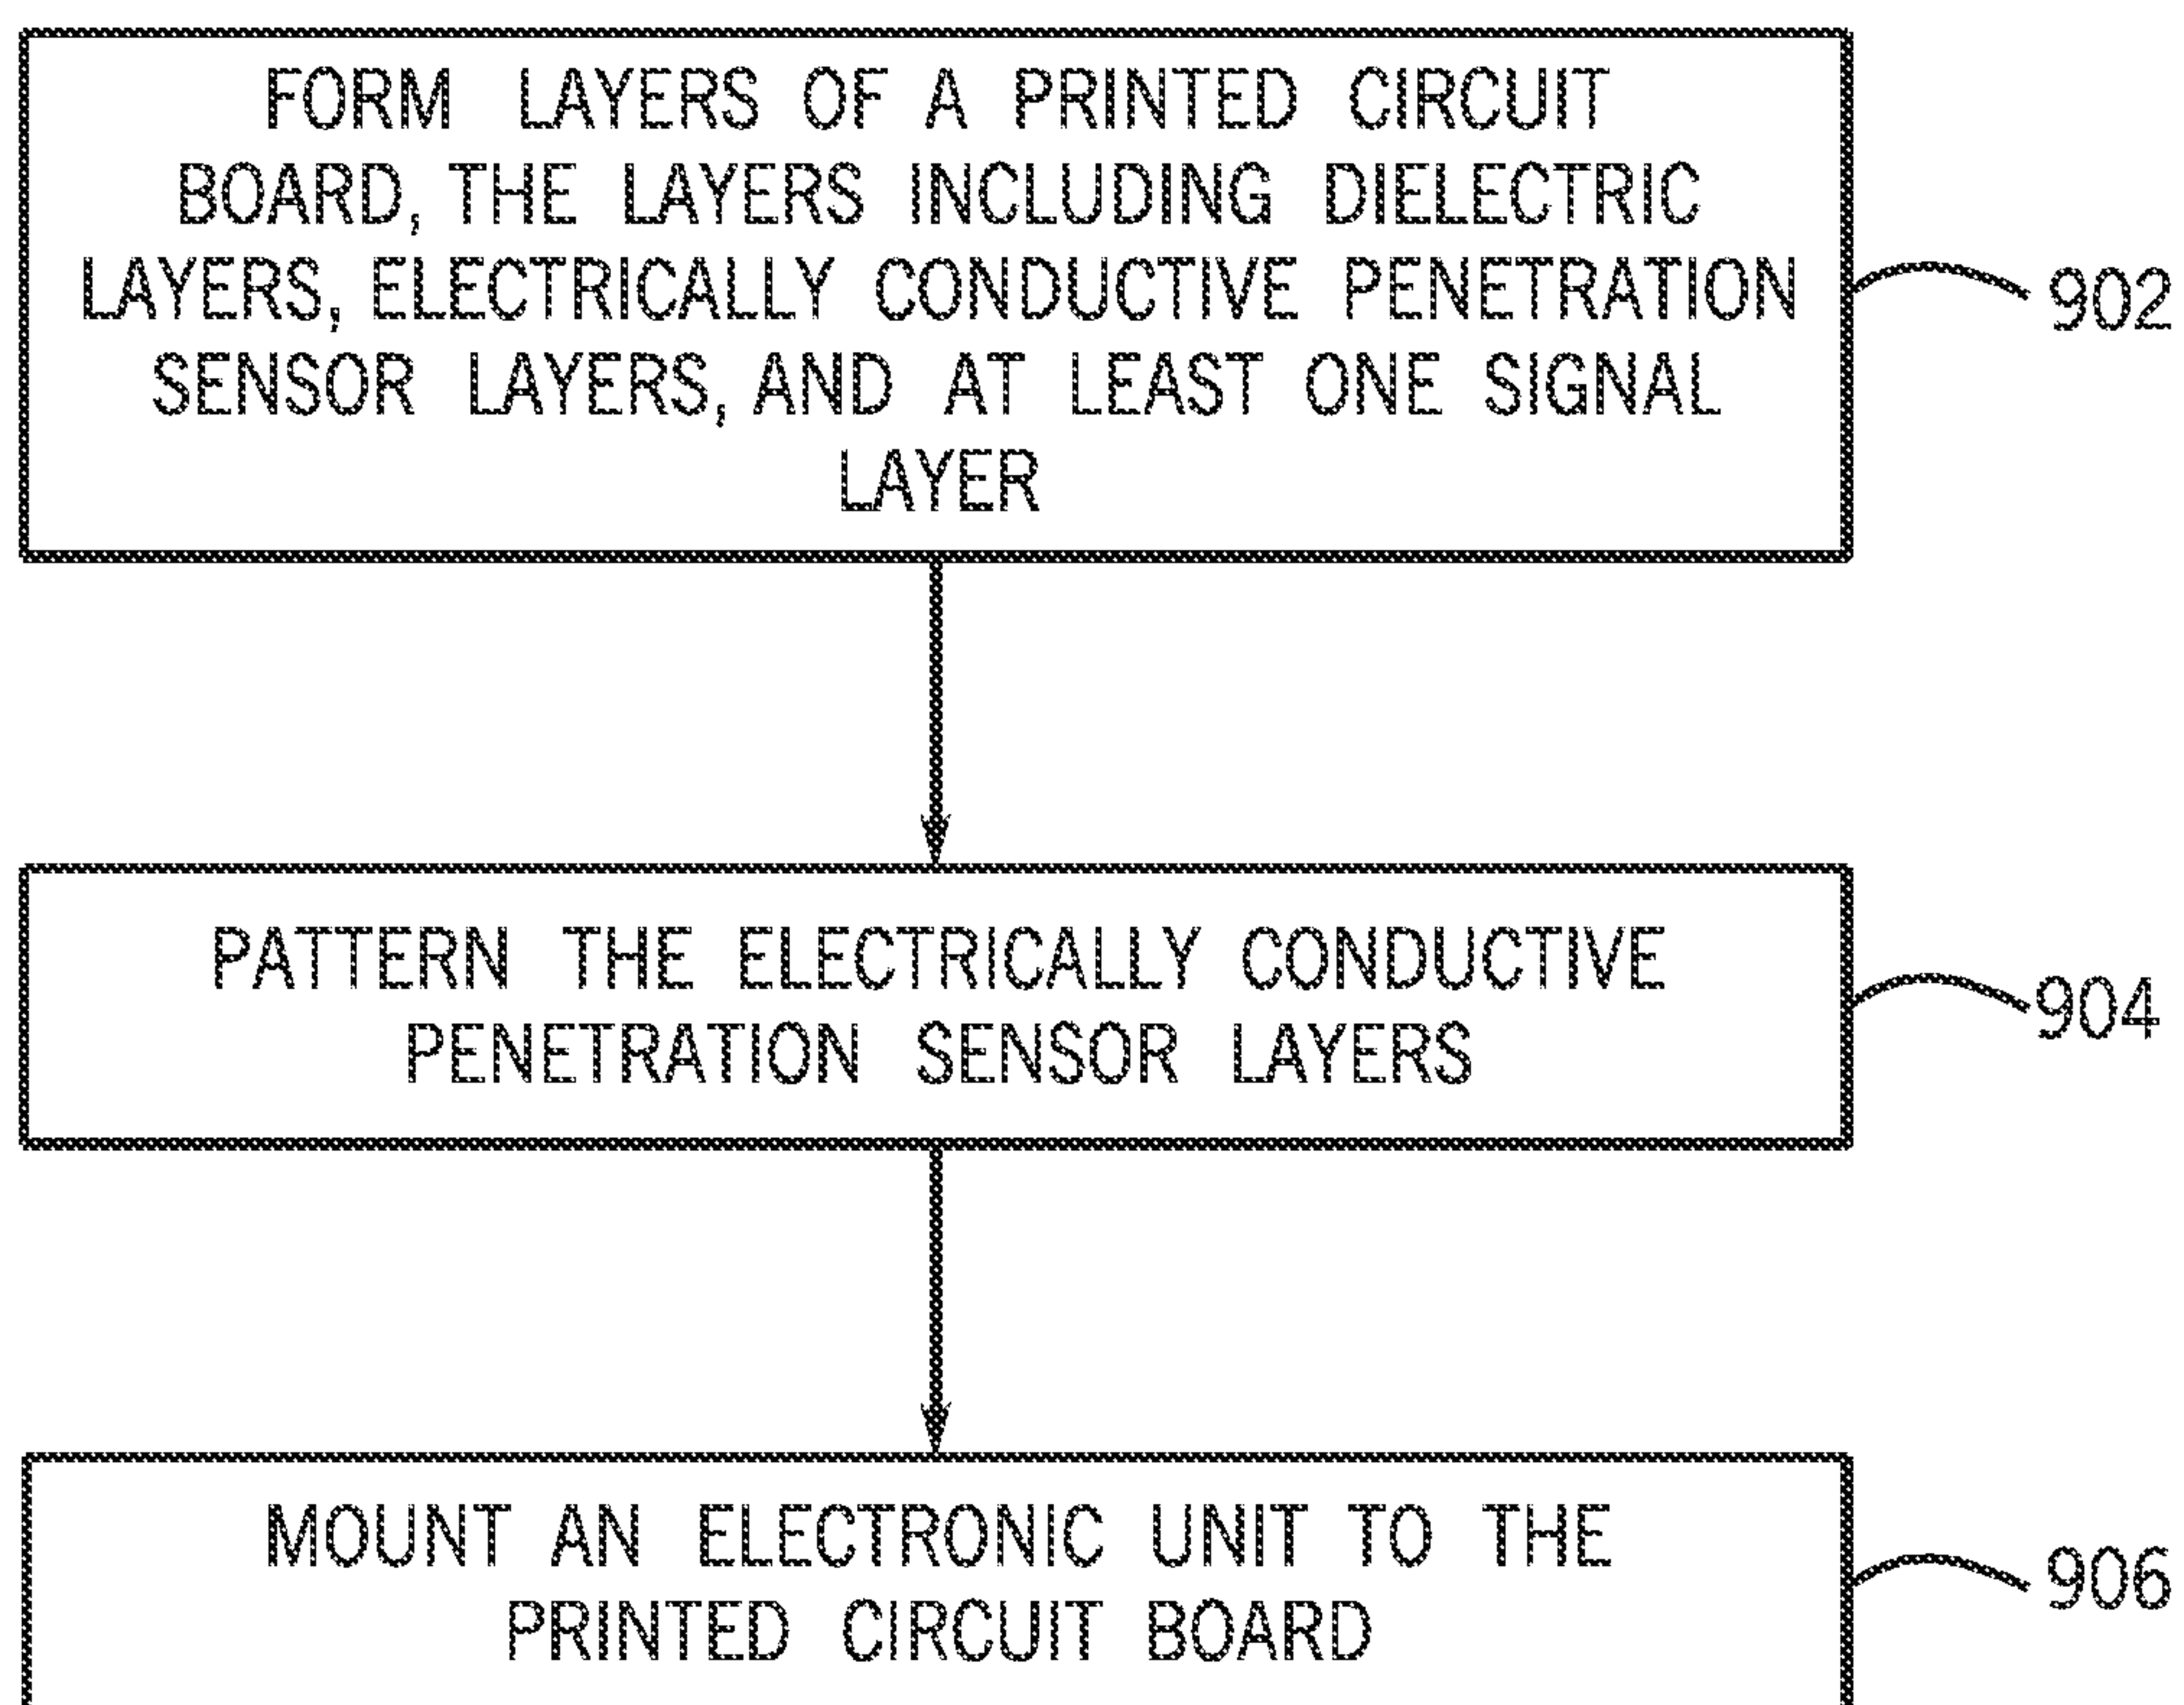 FORM LAYERS OF A PRINTED CIRCUIT
BOARD, THE LAYERS INCLUDING DIELECTRIC
LAYERS, ELECTRICALLY CONDUCTIVE PENETRATION
SENSOR LAYERS, AND AT LEAST ONE SIGNAL
LAYER
902
PATTERN THE ELECTRICALLY CONDUCTIVE
PENETRATION SENSOR LAYERS
904
MOUNT AN ELECTRONIC UNIT TO THE
PRINTED CIRCUIT BOARD
906